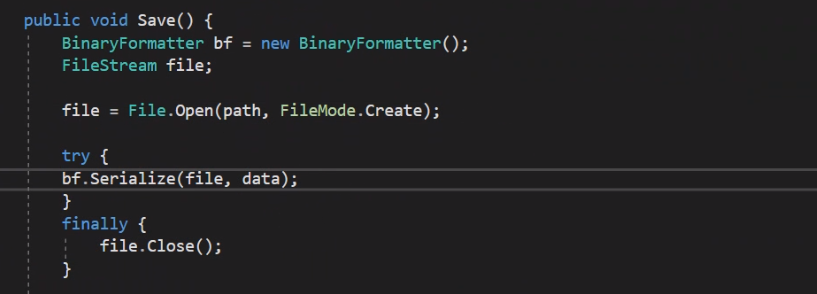 public void Save() {
BinaryFormatter bf = new BinaryFormatter();
FileStream file;
file = File.Open(path, FileMode.Create);
try {
bf.Serialize(file, data);
}
finally {
file.Close();
}